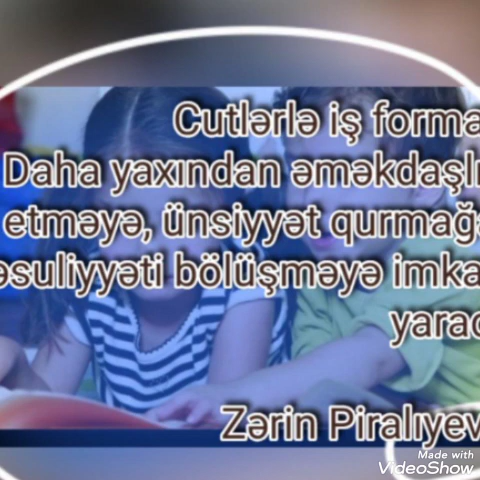 Cutlərlə iş forma
Daha yaxından əməkdaşlı
etməyə, ünsiyyət qurmağa
əsuliyyəti bölüşməyə imka
yarad
Zərin Piralıyev
Made with
VideoShow